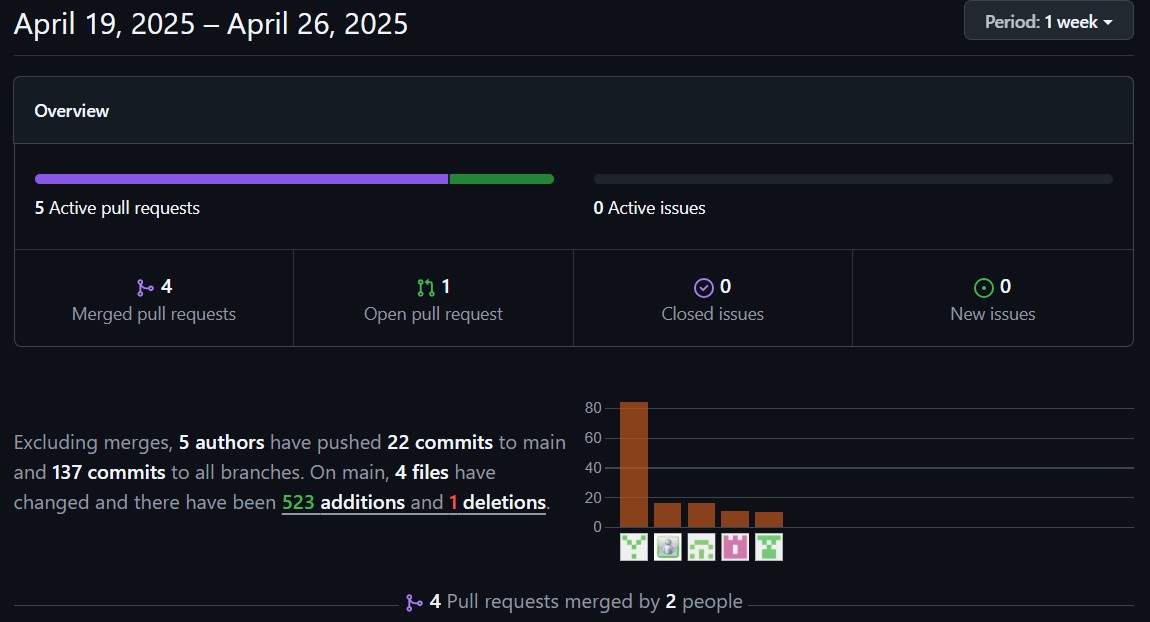 April 19, 2025 – April 26, 2025
Period: 1 week
Overview
5 Active pull requests
0 Active issues
4
Merged pull requests
1
Open pull request
0
Closed issues
0
New issues
Excluding merges, 5 authors have pushed 22 commits to main
and 137 commits to all branches. On main, 4 files have
changed and there have been 523 additions and 1 deletions.
80
60
40
20
0
4 Pull requests merged by 2 people